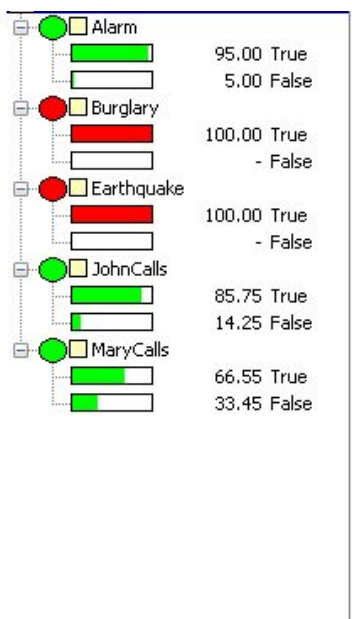 Alarm
95.00 True
5.00 False
Burglary
100.00 True
- False
Earthquake
100.00 True
- False
JohnCalls
85.75 True
14.25 False
MaryCalls
66.55 True
33.45 False